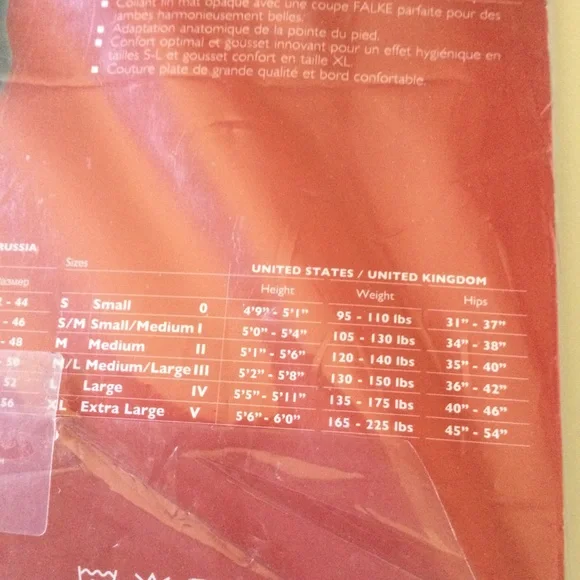 Collant fin mat opaque avec une coupe FALKE parfaite pour des
jambes harmonieusement belles.
Adaptation anatomique de la pointe du pied.
Confort optimal et gousset innovant pour un effet hygiénique en
tailles S-L et gousset confort en taille XL
Couture plate de grande qualité et bord confortable.
RUSSIA
Sizes
UNITED STATES / UNITED KINGDOM
Height Weight Hips
- 44 S Small 0 4'9" - 5'1" 95 - 110 lbs 31" - 37"
- 46 S/M Small/Medium I 5'0" - 5'4" 105 - 130 lbs 34" - 38"
- 48 M Medium II 5'1" - 5'6" 120 - 140 lbs 35" - 40"
- 50 M/L Medium/Large III 5'2" - 5'8" 130 - 150 lbs 36" - 42"
52 L Large IV 5'5" - 5'11" 135 - 175 lbs 40" - 46"
56 XL Extra Large V 5'6" - 6'0" 165 - 225 lbs 45" - 54"